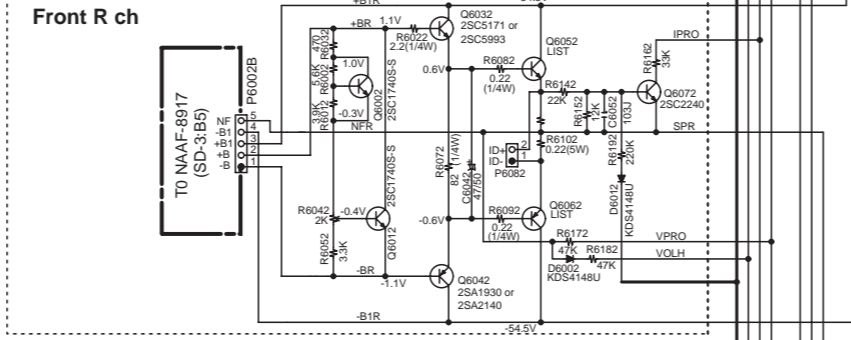 Front R ch
+B1R
+BR
1.1V
R6022
2.2(1/4W)
Q6032
2SC5171 or
2SC5993
470
R6032
1.0V
5.6K
R6002
Q6002
2SC1740S-S
3.9K
R6012
-0.3V
NFR
0.6V
R6082
0.22
(1/4W)
Q6052
LIST
R6142
22K
R6152
12K
C6052
103J
R6162
33K
IPRO
Q6072
2SC2240
SPR
P6002B
TO NAAF-8917
(SD-3:B5)
NF 5
-B1 4
+B1 3
+B 2
-B 1
2SC1740S-S
R6072
82 (1/4W)
C6042
47/50
ID+ 2
ID- 1
P6082
R6102
0.22(5W)
R6192
220K
D6012
KDS4148U
R6042
2K
-0.4V
Q6012
R6052
3.3K
-0.6V
R6092
0.22
(1/4W)
Q6062
LIST
R6172
47K
VPRO
R6182
47K
VOLH
D6002
KDS4148U
-BR
-1.1V
Q6042
2SA1930 or
2SA2140
-B1R
-54.5V